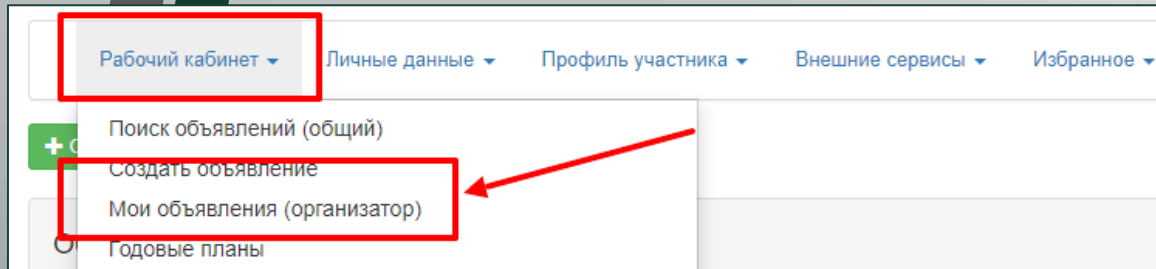 Рабочий кабинет Личные данные Профиль участника Внешние сервисы Избранное
Поиск объявлений (общий)
Создать объявление
Мои объявления (организатор)
Годовые планы